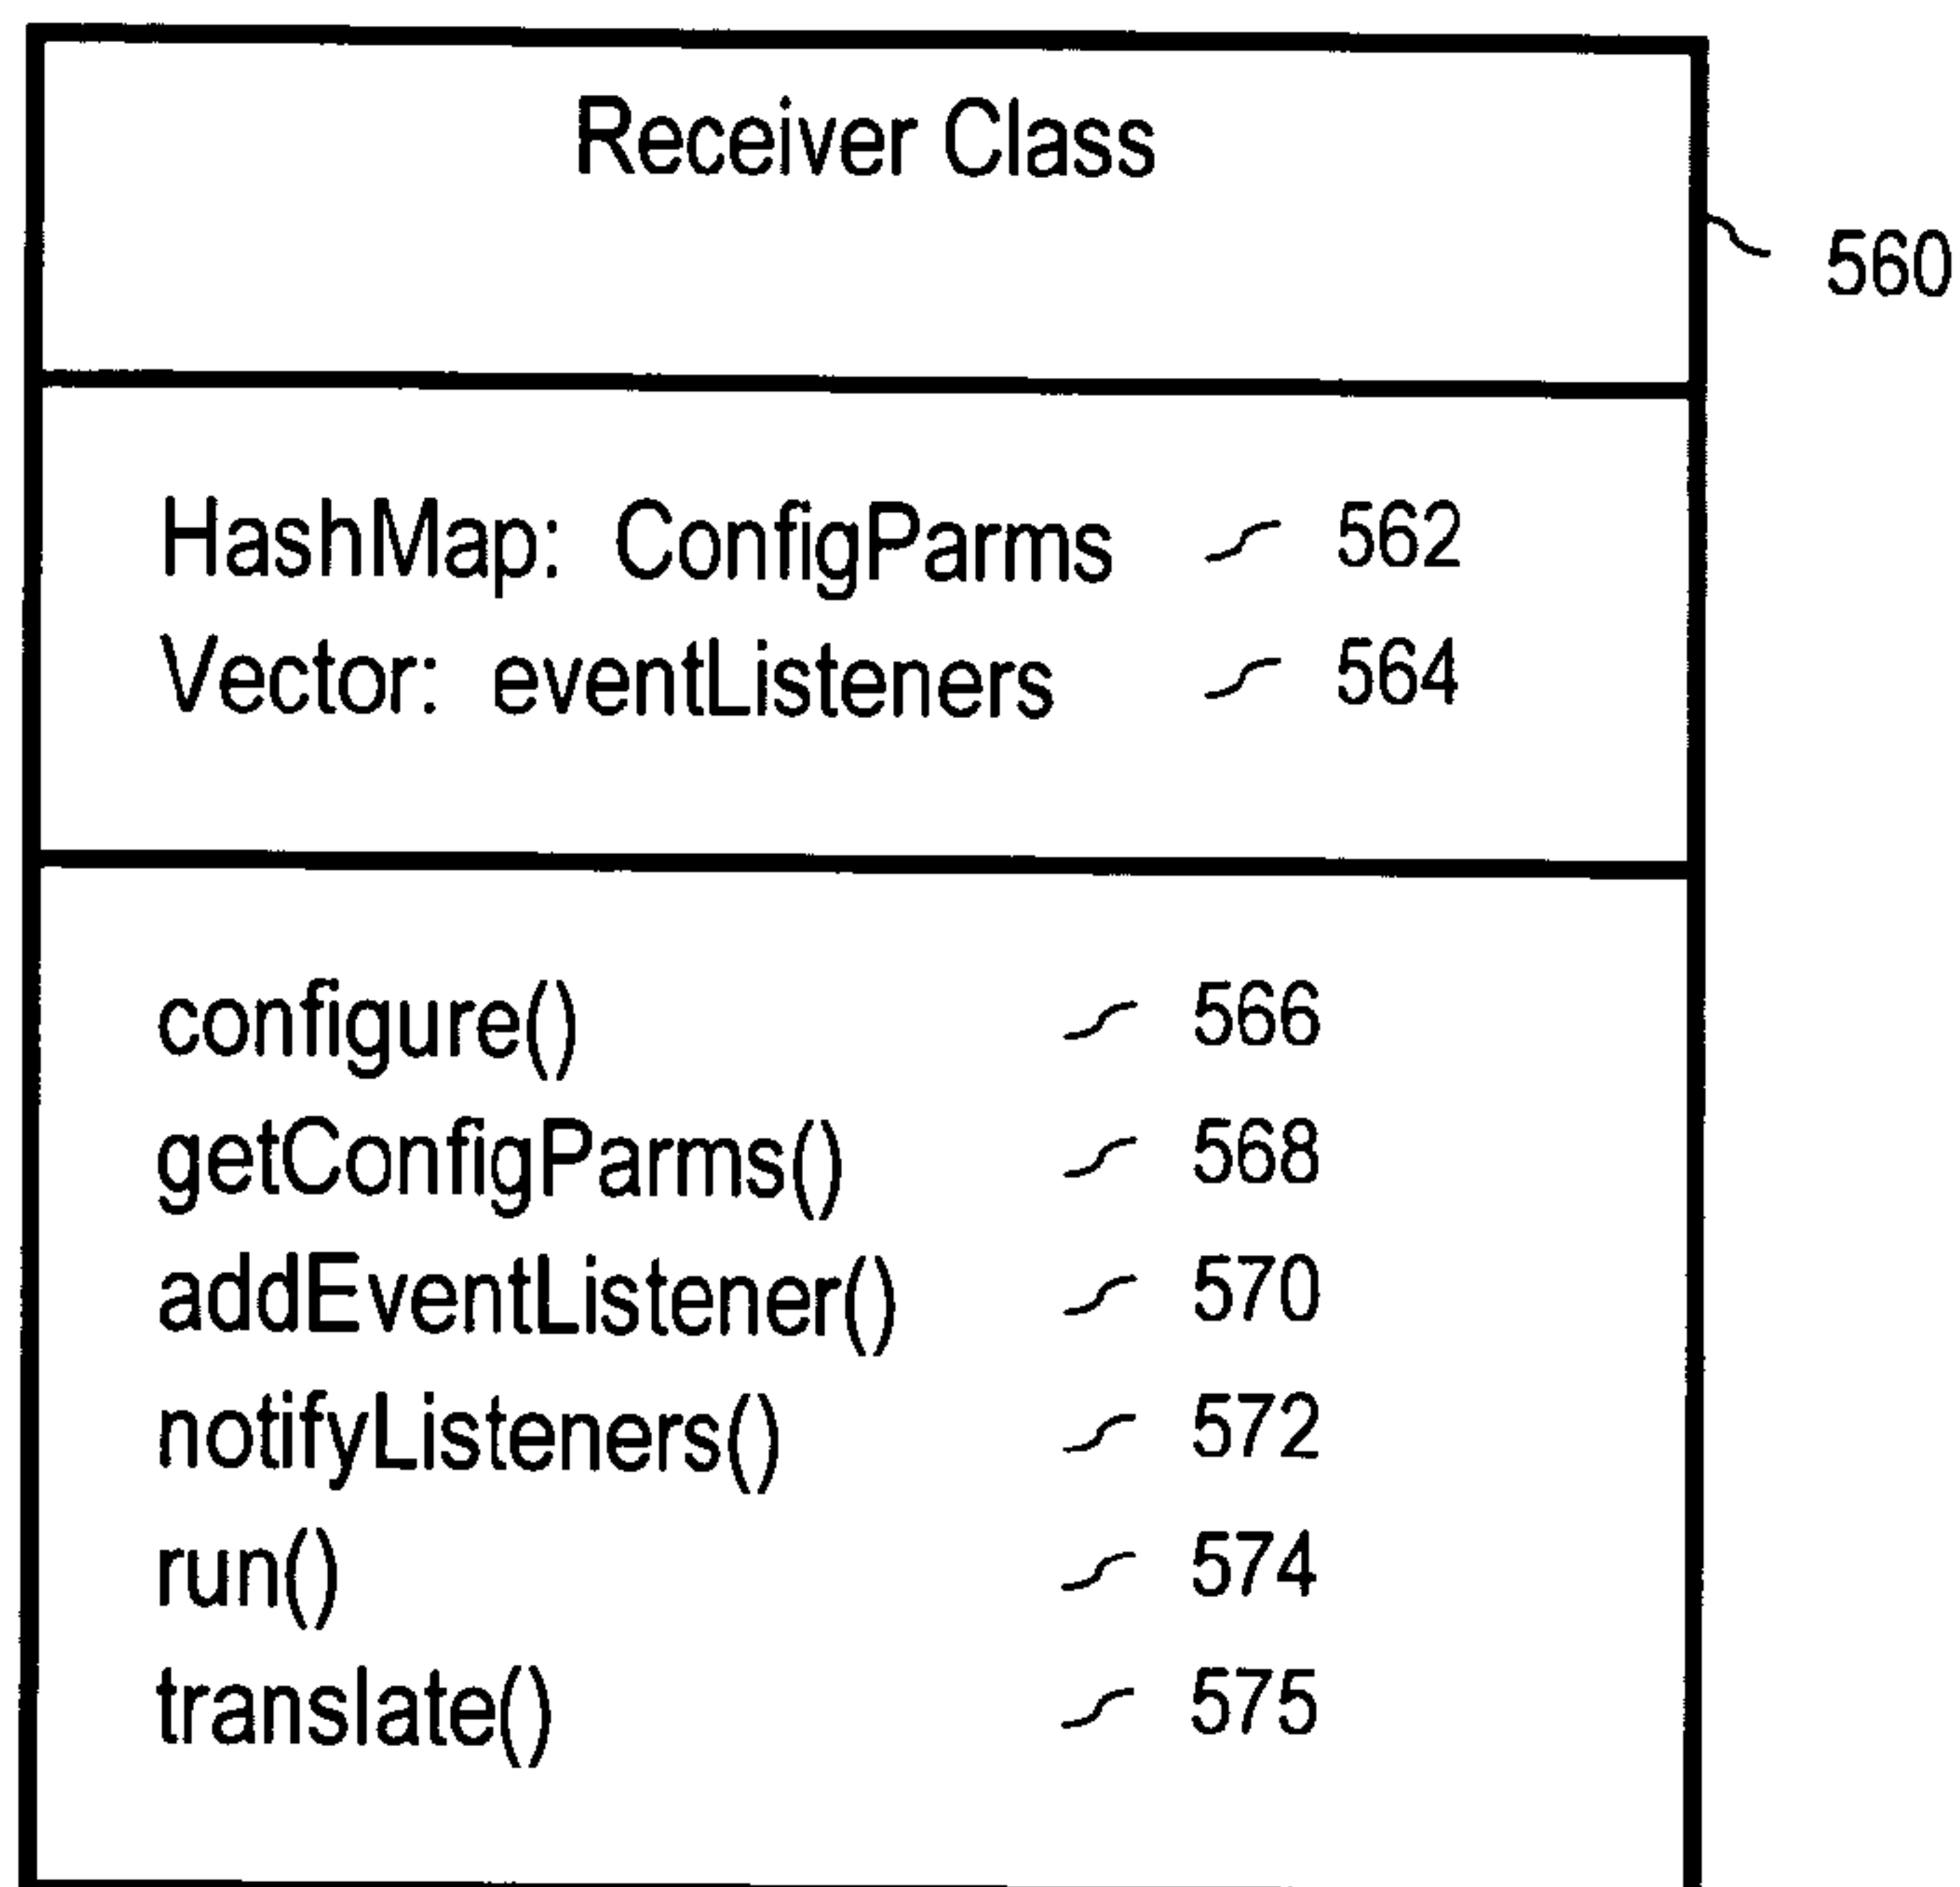 Receiver Class
560
HashMap: ConfigParms 562
Vector: eventListeners 564
configure() 566
getConfigParms() 568
addEventListener() 570
notifyListeners() 572
run() 574
translate() 575